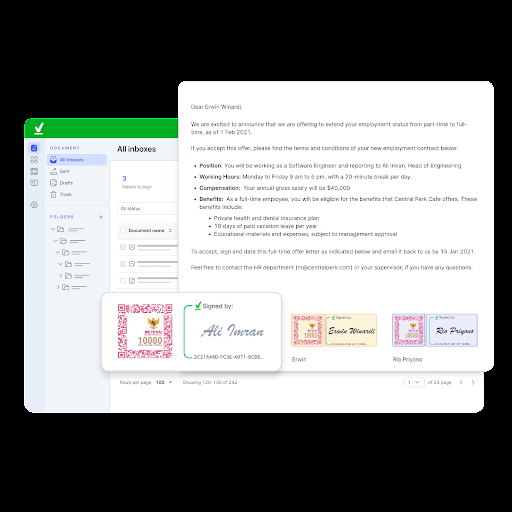 Dear Erwin Winardi,
We are excited to announce that we are offering to extend your employment status from part-time to full-
time, as of 1 Feb 2021.
If you accept this offer, please find the terms and conditions of your new employment contract below:
• Position: You will be working as a Software Engineer and reporting to Ali Imran, Head of Engineering
• Working Hours: Monday to Friday 9 am to 6 pm, with a 20-minute break per day.
• Compensation: Your annual gross salary will be $40,000
• Benefits: As a full-time employee, you will be eligible for the benefits that Central Perk Cafe offers. These
benefits include:
• Private health and dental insurance plan
• 10 days of paid vacation leave per year
• Educational materials and expenses, subject to management approval
To accept, sign and date this full-time offer letter as indicated below and email it back to us by 15 Jan 2021.
Feel free to contact the HR department (hr@centralperk.com) or your supervisor, if you have any questions.
DOCUMENT
All inboxes
Sent
Drafts
Trash
FOLDERS
All inboxes
3
Needs to sign
All status
Document name
METERAI
10000
Signed by:
Ali Imran
10000
Signed by:
Erwin Winardi
Erwin
10000
Signed by:
Rio Priyono
Rio Priyono
Rows per page 100
Showing 120-130 of 242
1 of 24 page